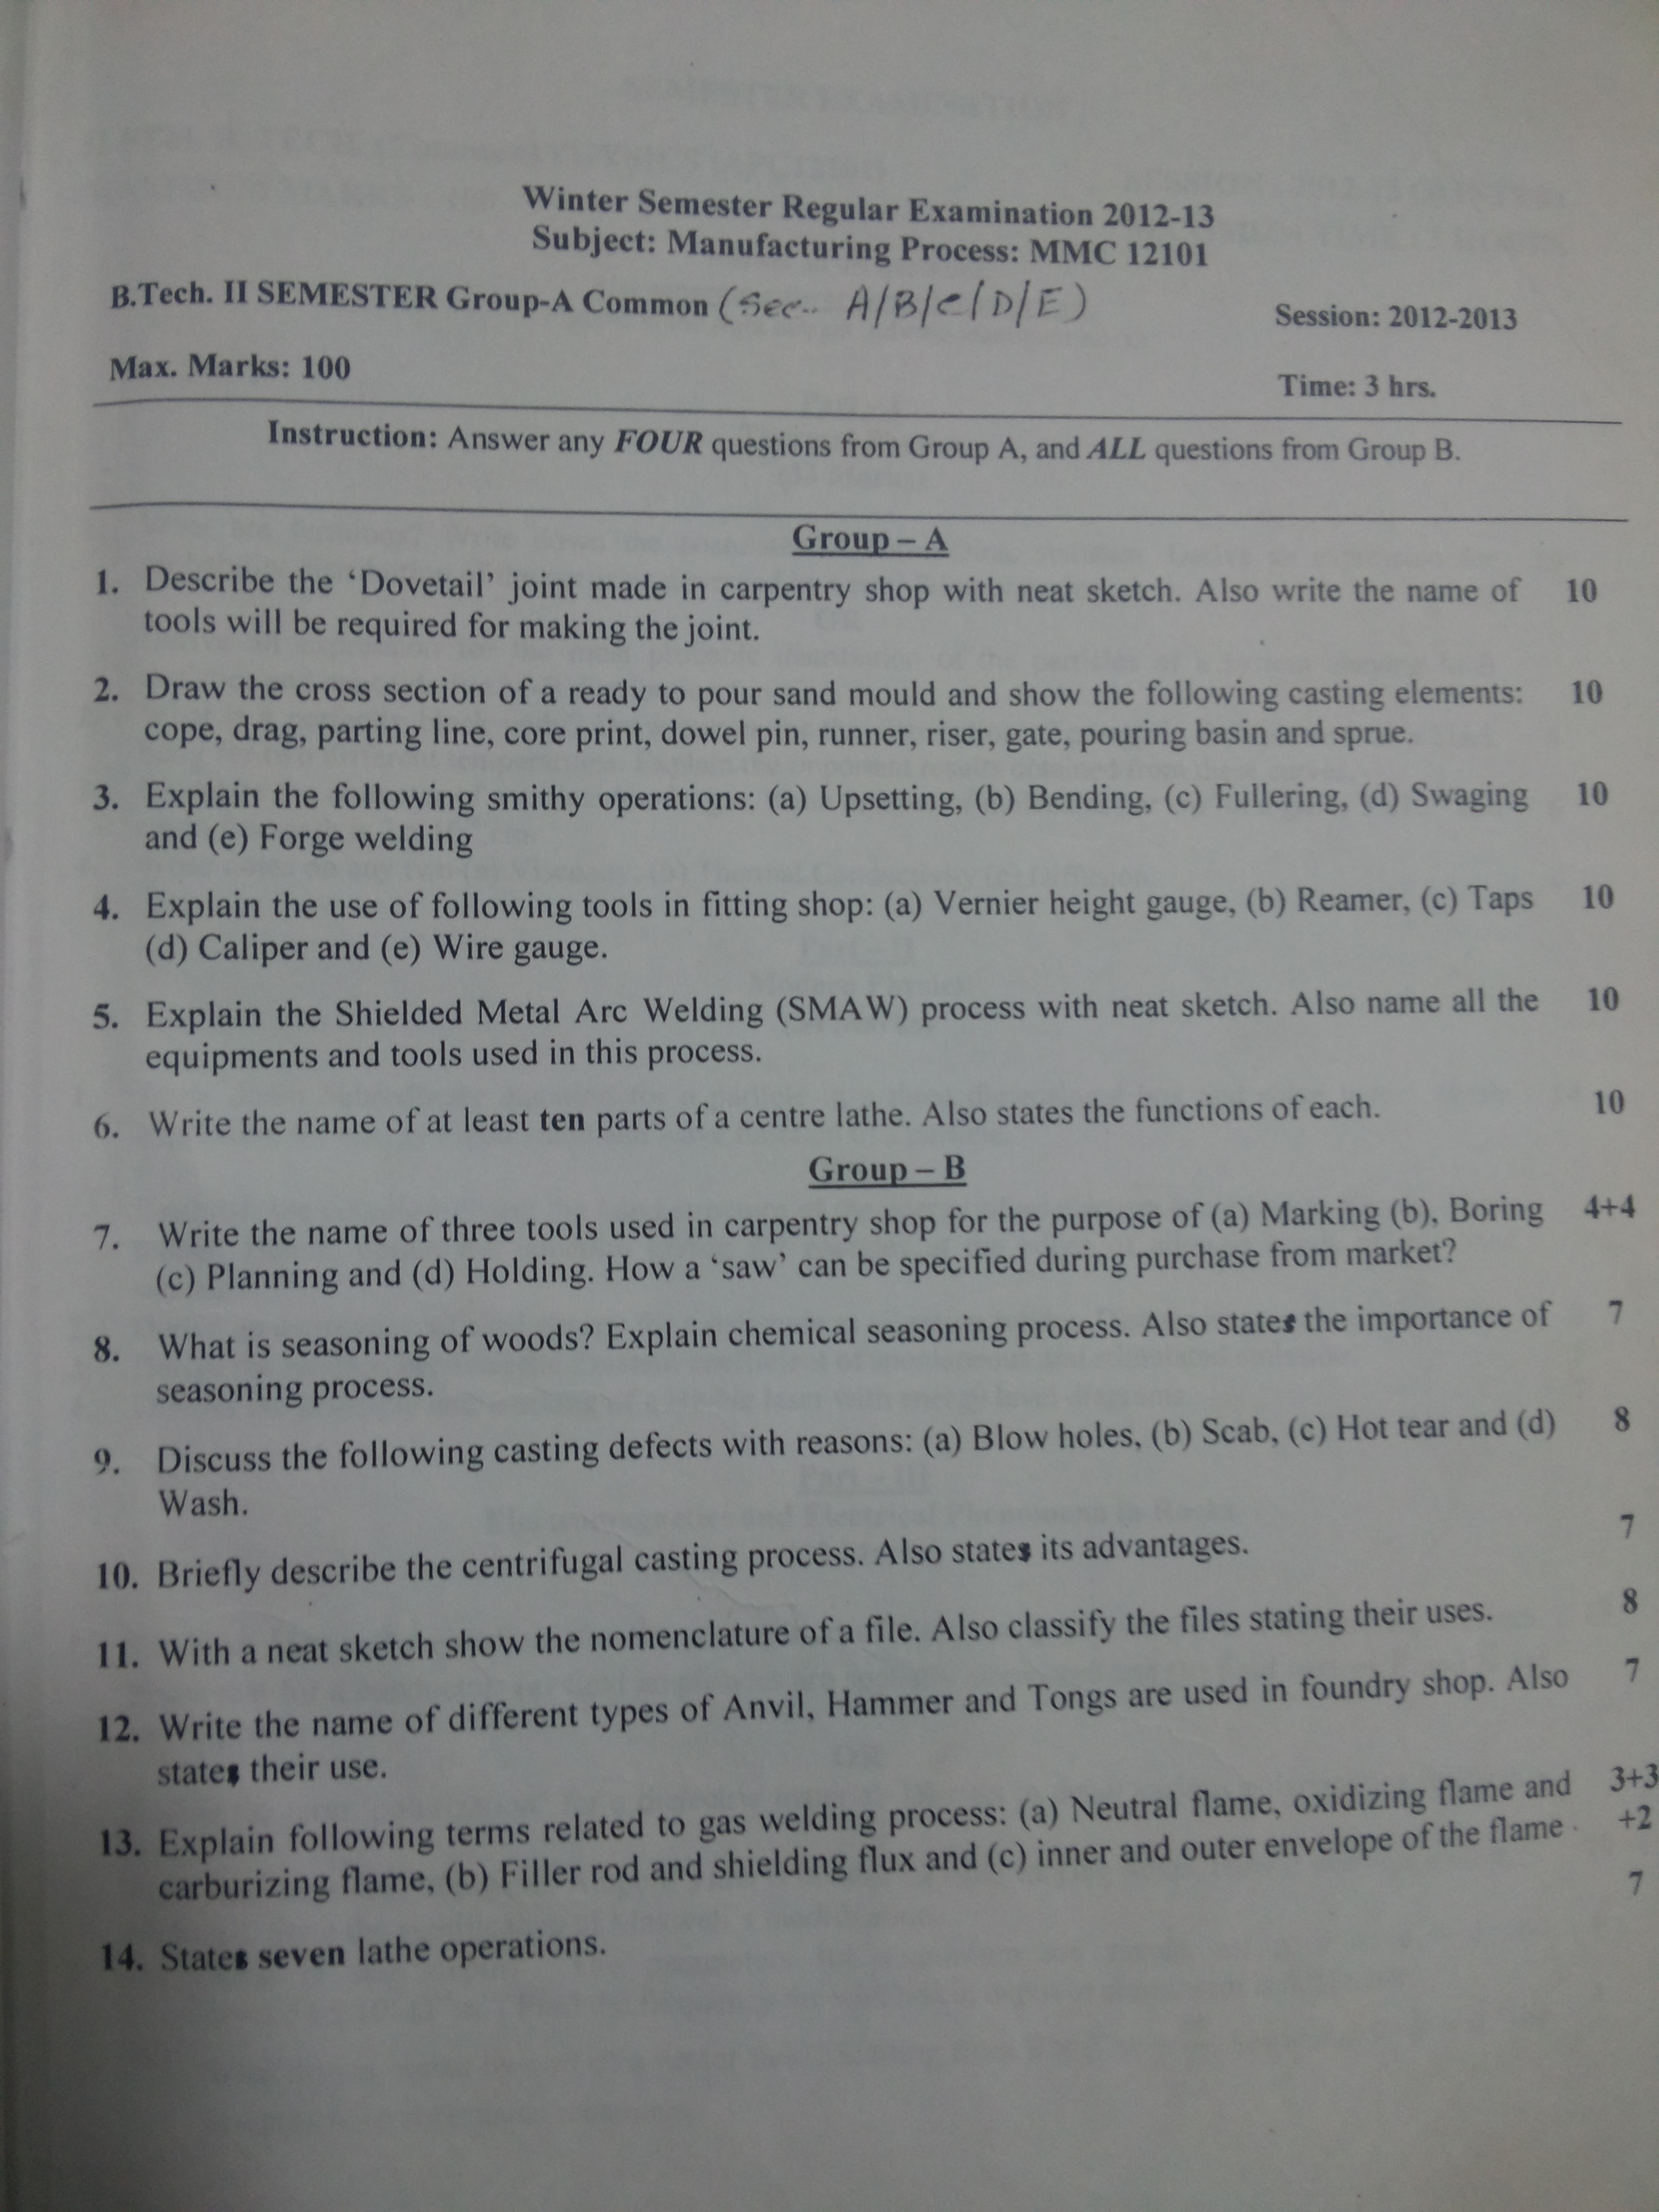 Winter Semester Regular Examination 2012-13
Subject: Manufacturing Process: MMC 12101
B.Tech. II SEMESTER Group-A Common (Sec.. A/B/C/D/E)
Session: 2012-2013
Max. Marks: 100
Time: 3 hrs.
Instruction: Answer any FOUR questions from Group A, and ALL questions from Group B.
Group – A
1. Describe the ‘Dovetail’ joint made in carpentry shop with neat sketch. Also write the name of 10
tools will be required for making the joint.
2. Draw the cross section of a ready to pour sand mould and show the following casting elements: 10
cope, drag, parting line, core print, dowel pin, runner, riser, gate, pouring basin and sprue.
3. Explain the following smithy operations: (a) Upsetting, (b) Bending, (c) Fullering, (d) Swaging 10
and (e) Forge welding
4. Explain the use of following tools in fitting shop: (a) Vernier height gauge, (b) Reamer, (c) Taps 10
(d) Caliper and (e) Wire gauge.
5. Explain the Shielded Metal Arc Welding (SMAW) process with neat sketch. Also name all the 10
equipments and tools used in this process.
6. Write the name of at least ten parts of a centre lathe. Also states the functions of each. 10
Group – B
7. Write the name of three tools used in carpentry shop for the purpose of (a) Marking (b), Boring 4+4
(c) Planning and (d) Holding. How a ‘saw’ can be specified during purchase from market?
8. What is seasoning of woods? Explain chemical seasoning process. Also states the importance of 7
seasoning process.
9. Discuss the following casting defects with reasons: (a) Blow holes, (b) Scab, (c) Hot tear and (d) 8
Wash.
10. Briefly describe the centrifugal casting process. Also states its advantages. 7
11. With a neat sketch show the nomenclature of a file. Also classify the files stating their uses. 8
12. Write the name of different types of Anvil, Hammer and Tongs are used in foundry shop. Also 7
states their use.
13. Explain following terms related to gas welding process: (a) Neutral flame, oxidizing flame and 3+3
carburizing flame, (b) Filler rod and shielding flux and (c) inner and outer envelope of the flame. +2
14. States seven lathe operations. 7